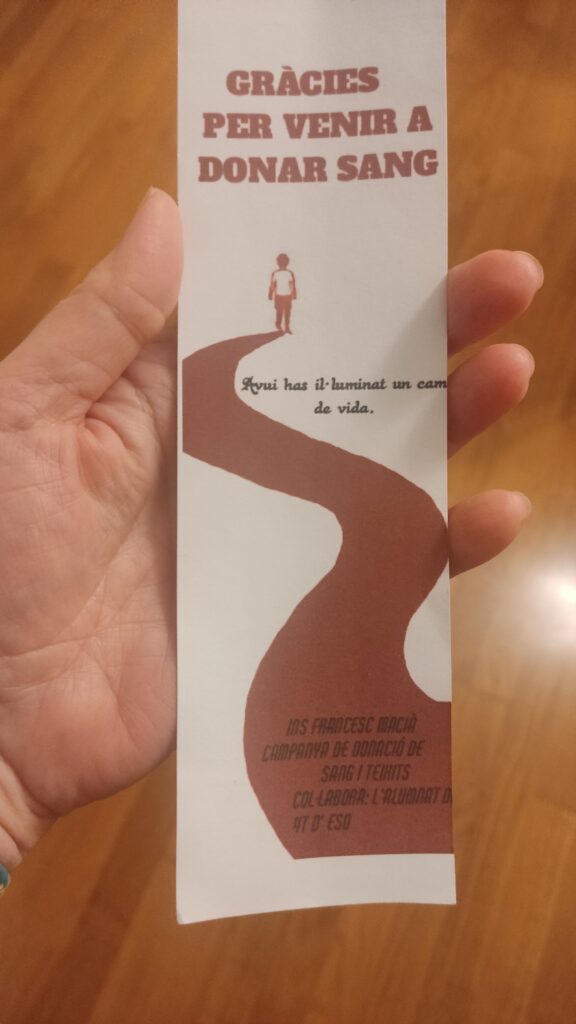 GRÀCIES
PER VENIR A
DONAR SANG
Avui has il·luminat un cam
de vida.
INS FRANCESC MACIÀ
CAMPANYA DE DONACIÓ DE
SANG I TEIXITS
COL·LABORA: L'ALUMNAT D
4T D' ESO